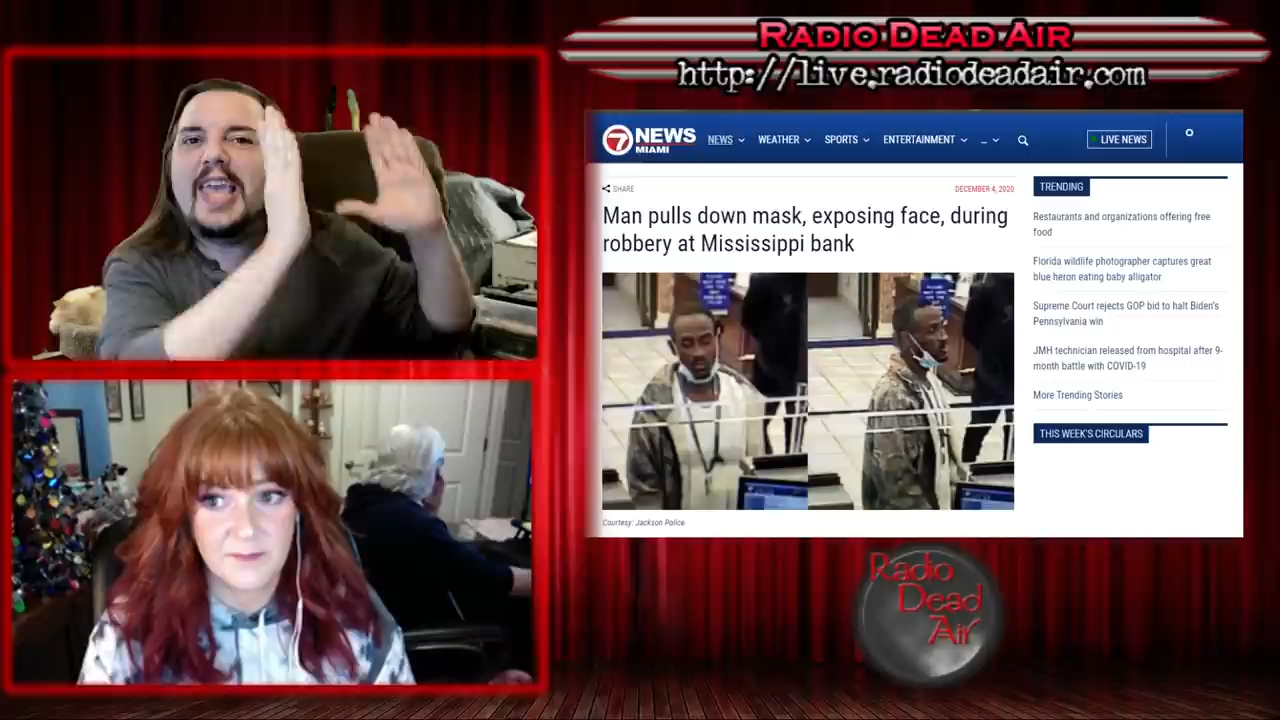 RADIO DEAD AIR
http://live.radiodeadair.com
7 NEWS
MIAMI
NEWS
WEATHER
SPORTS
ENTERTAINMENT
...
LIVE NEWS
SHARE
DECEMBER 4, 2020
Man pulls down mask, exposing face, during
robbery at Mississippi bank
Courtesy: Jackson Police
TRENDING
Restaurants and organizations offering free
food
Florida wildlife photographer captures great
blue heron eating baby alligator
Supreme Court rejects GOP bid to halt Biden's
Pennsylvania win
JMH technician released from hospital after 9-
month battle with COVID-19
More Trending Stories
THIS WEEK'S CIRCULARS
Radio
Dead
Air